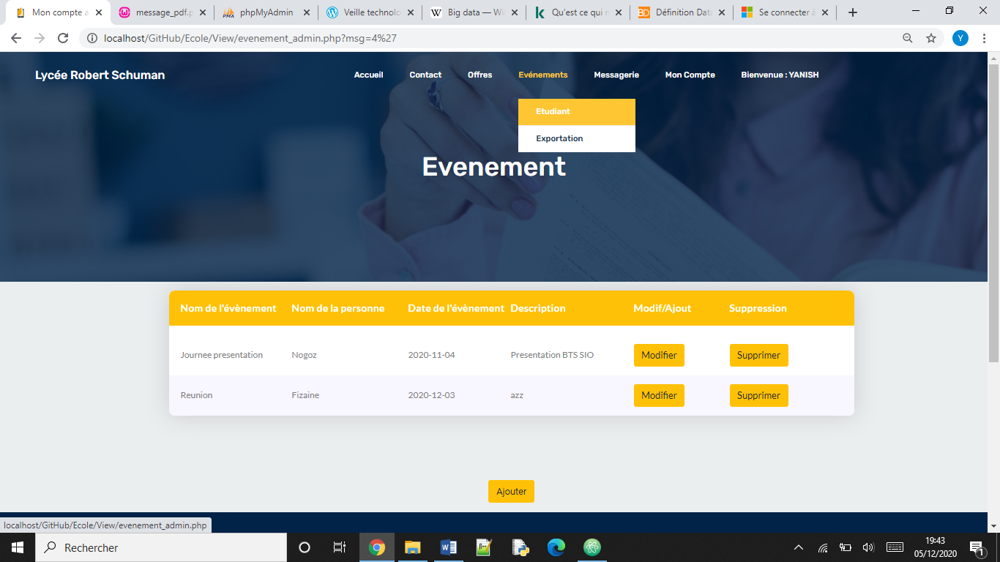 Mon compte a
message_pdf.p
phpMyAdmin
Veille technolo
Big data — Wi
Qu'est ce qui n
Définition Data
Se connecter à
localhost/GitHub/Ecole/View/evenement_admin.php?msg=4%27
Y
Lycée Robert Schuman
Accueil Contact Offres Evénements Messagerie Mon Compte Bienvenue : YANISH
Etudiant
Exportation
Evenement
Nom de l'évènement Nom de la personne Date de l'évènement Description Modif/Ajout Suppression
Journee presentation Nogoz 2020-11-04 Presentation BTS SIO Modifier Supprimer
Reunion Fizaine 2020-12-03 azz Modifier Supprimer
Ajouter
localhost/GitHub/Ecole/View/evenement_admin.php
Rechercher
19:43
05/12/2020
1